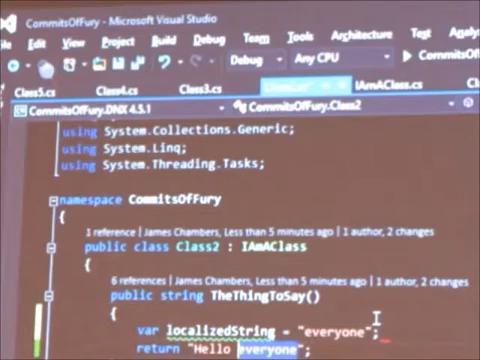 CommitsOfFury - Microsoft Visual Studio
Edit View Project Build Debug Team Tools Architecture Test
Debug Any CPU CommitsOfFury
Class5.cs Class4.cs Class3.cs IAmAClass.cs
CommitsOfFury.DNX 4.5.1 CommitsOfFury.Class2
using System.Collections.Generic;
using System.Linq;
using System.Threading.Tasks;
namespace CommitsOfFury
{
1 reference | James Chambers, Less than 5 minutes ago | 1 author, 2 changes
public class Class2 : IAmAClass
{
6 references | James Chambers, Less than 5 minutes ago | 1 author, 2 changes
public string TheThingToSay()
{
var localizedString = "everyone";
return "Hello everyone";